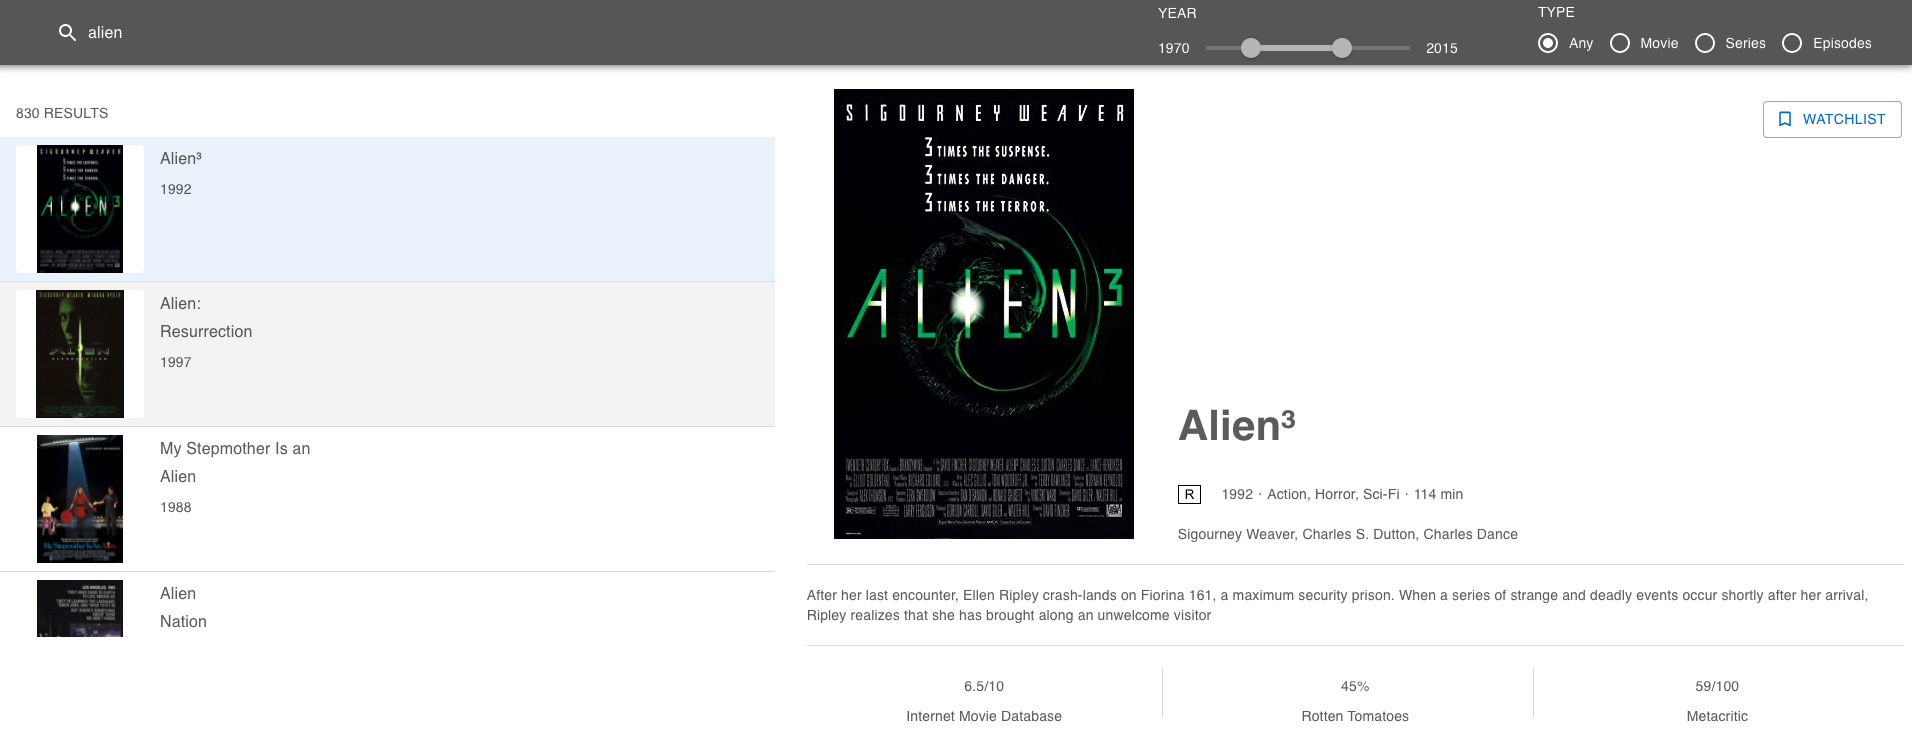 alien
YEAR
1970
2015
TYPE
Any
Movie
Series
Episodes
830 RESULTS
Alien³
1992
Alien:
Resurrection
1997
My Stepmother Is an
Alien
1988
Alien
Nation
SIGOURNEY WEAVER
3 TIMES THE SUSPENSE.
3 TIMES THE DANGER.
3 TIMES THE TERROR.
ALIEN³
WATCHLIST
Alien³
R
1992 · Action, Horror, Sci-Fi · 114 min
Sigourney Weaver, Charles S. Dutton, Charles Dance
After her last encounter, Ellen Ripley crash-lands on Fiorina 161, a maximum security prison. When a series of strange and deadly events occur shortly after her arrival,
Ripley realizes that she has brought along an unwelcome visitor
6.5/10
Internet Movie Database
45%
Rotten Tomatoes
59/100
Metacritic